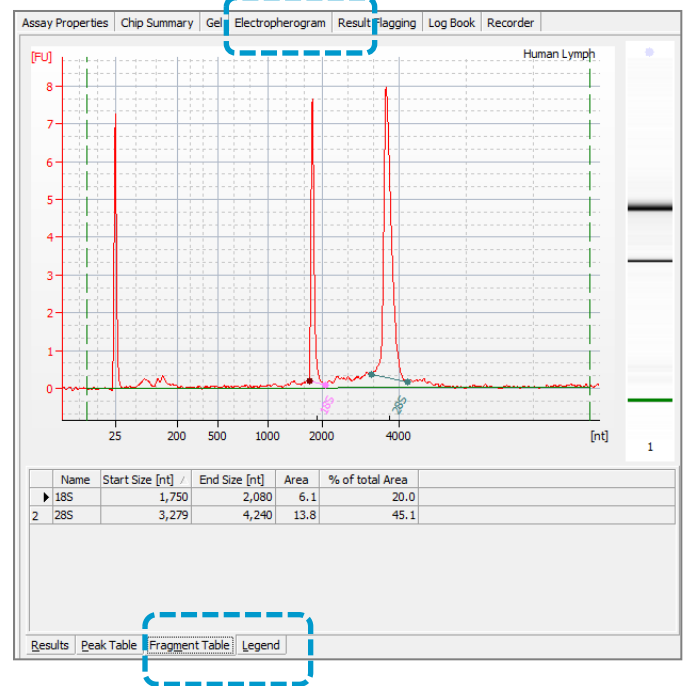 Assay Properties Chip Summary Gel Electropherogram Result Flagging Log Book Recorder
[FU] Human Lymph
8
7
6
5
4
3
2
1
0
18S 28S
25 200 500 1000 2000 4000 [nt]
1
Name Start Size [nt] / End Size [nt] Area % of total Area
18S 1,750 2,080 6.1 20.0
2 28S 3,279 4,240 13.8 45.1
Results Peak Table Fragment Table Legend